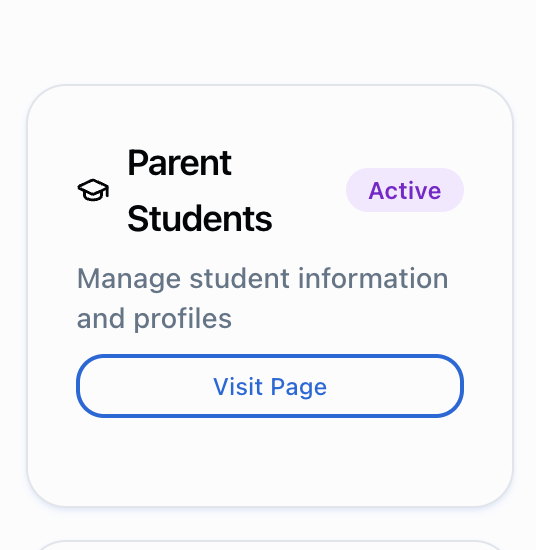 Parent
Students
Active
Manage student information
and profiles
Visit Page